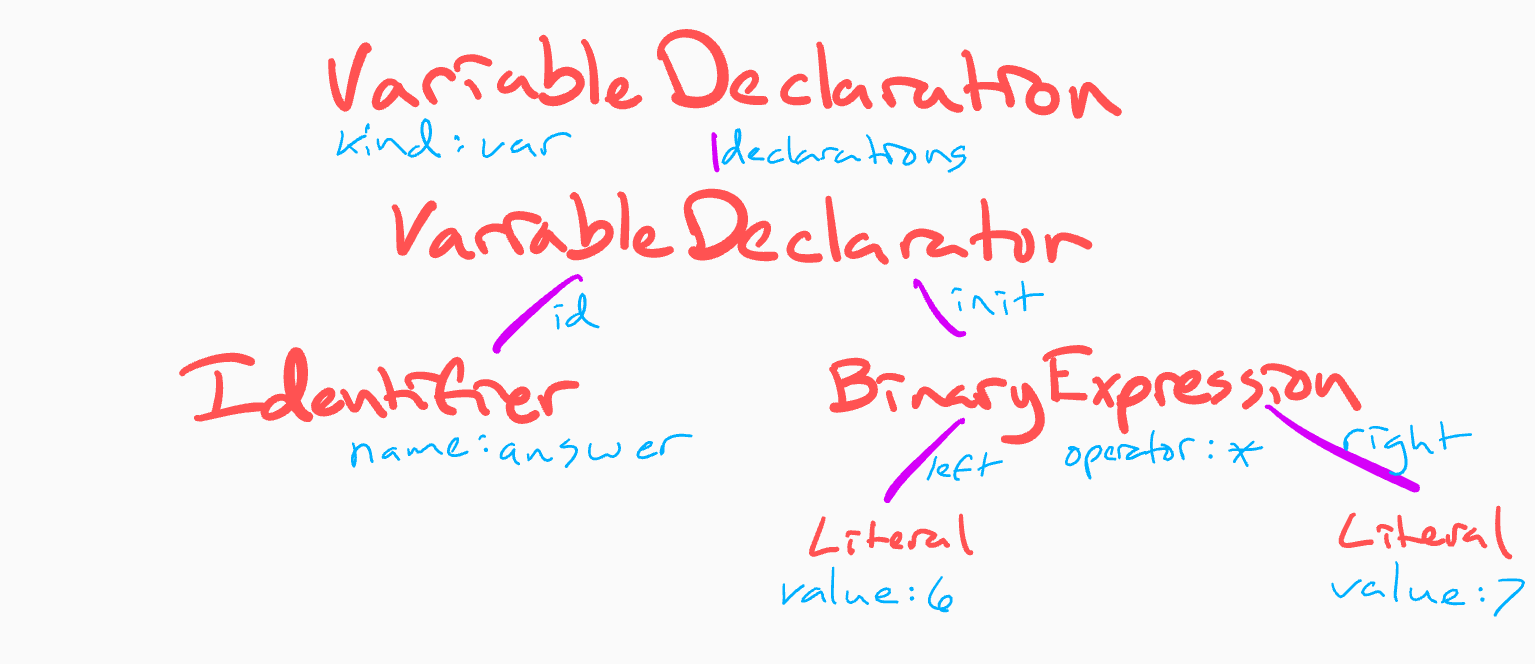 VariableDeclaration
kind: var declarations
VariableDeclarator
id init
Identifier BinaryExpression
name: answer left operator: * right
Literal Literal
value: 6 value: 7